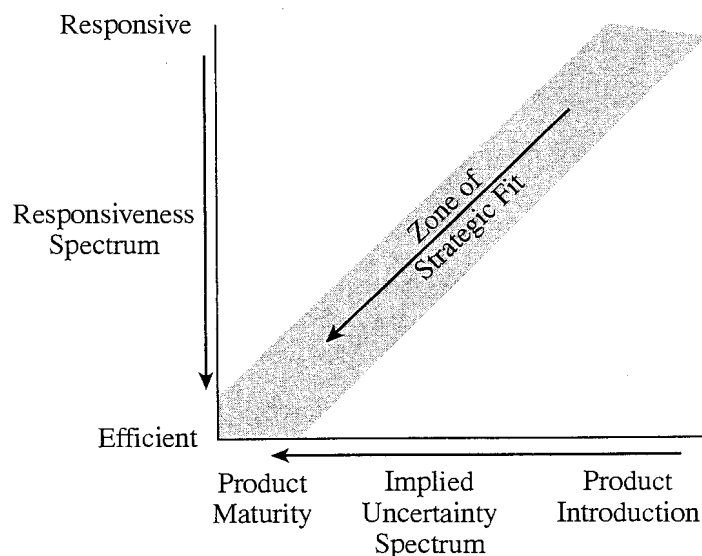 Responsive
Responsiveness
Spectrum
Zone of
Strategic Fit
Efficient
Product
Maturity
Implied
Uncertainty
Spectrum
Product
Introduction